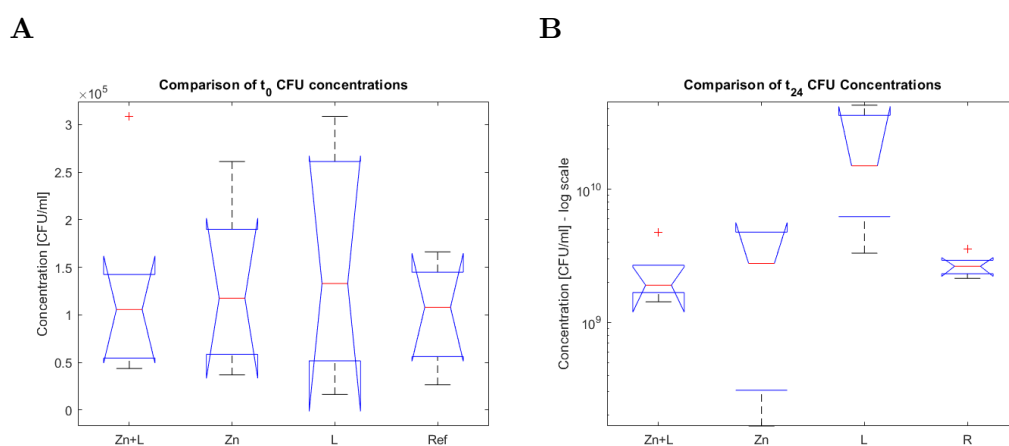 A
B
Comparison of t0 CFU concentrations
×10^5
3
2.5
2
1.5
1
0.5
0
Concentration [CFU/ml]
Zn+L Zn L Ref
Comparison of t24 CFU Concentrations
10^10
10^9
Concentration [CFU/ml] - log scale
Zn+L Zn L R